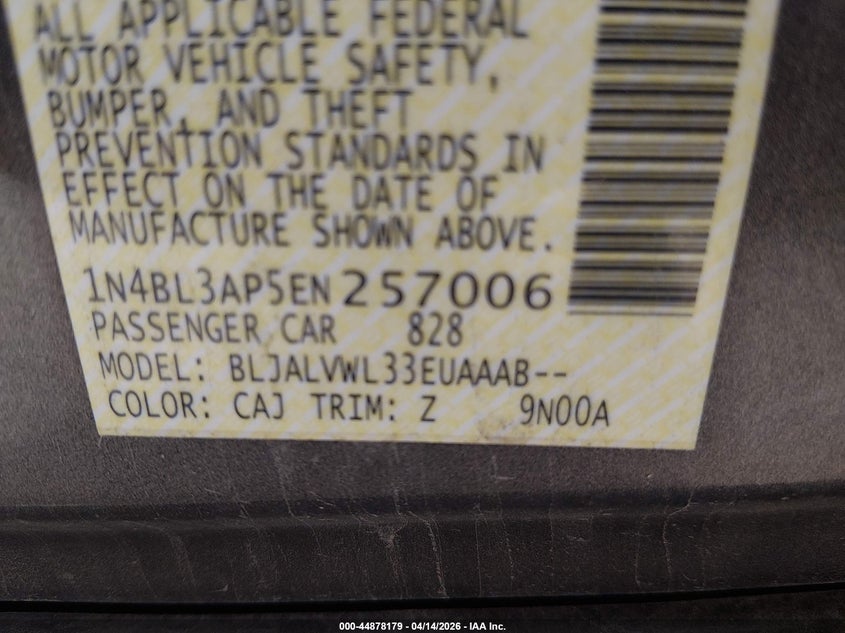 ALL APPLICABLE FEDERAL
MOTOR VEHICLE SAFETY,
BUMPER, AND THEFT
PREVENTION STANDARDS IN
EFFECT ON THE DATE OF
MANUFACTURE SHOWN ABOVE.
1N4BL3AP5EN257006
PASSENGER CAR 828
MODEL: BLJALVWL33EUAAAB--
COLOR: CAJ TRIM: Z 9N00A
000-44878179 - 04/14/2026 - IAA Inc.